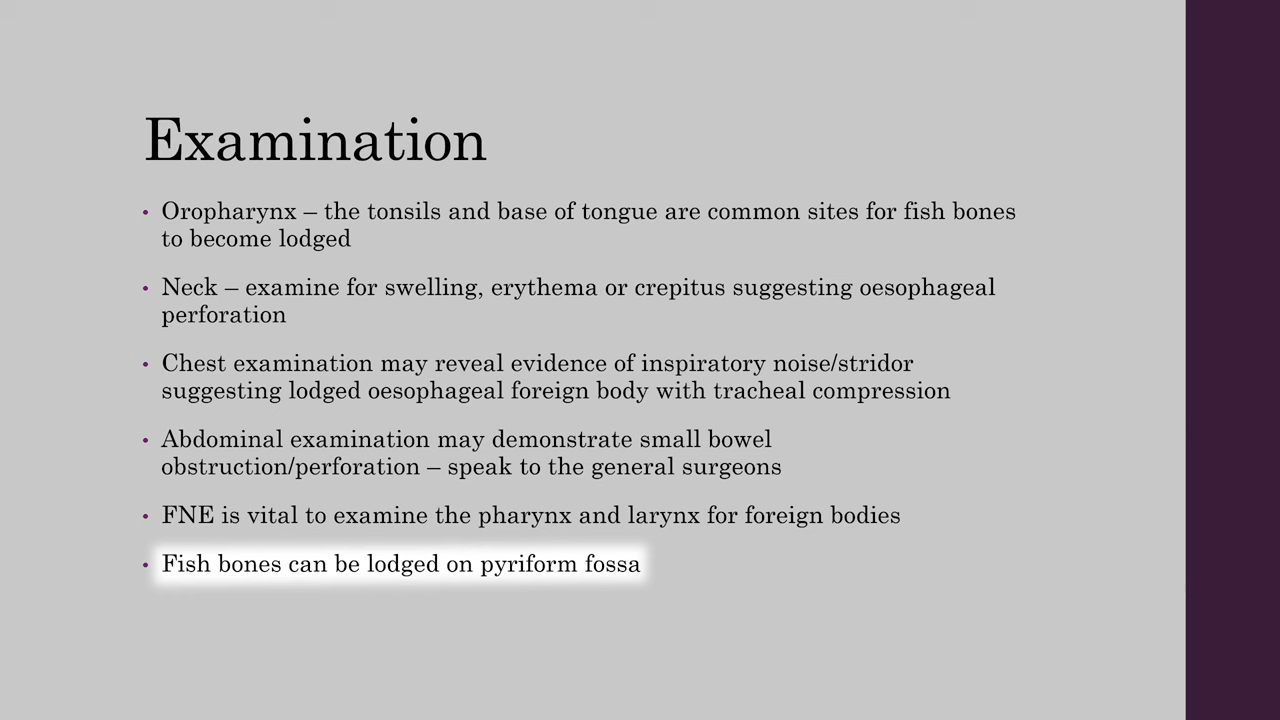 Examination
• Oropharynx – the tonsils and base of tongue are common sites for fish bones
to become lodged
• Neck – examine for swelling, erythema or crepitus suggesting oesophageal
perforation
• Chest examination may reveal evidence of inspiratory noise/stridor
suggesting lodged oesophageal foreign body with tracheal compression
• Abdominal examination may demonstrate small bowel
obstruction/perforation – speak to the general surgeons
• FNE is vital to examine the pharynx and larynx for foreign bodies
• Fish bones can be lodged on pyriform fossa